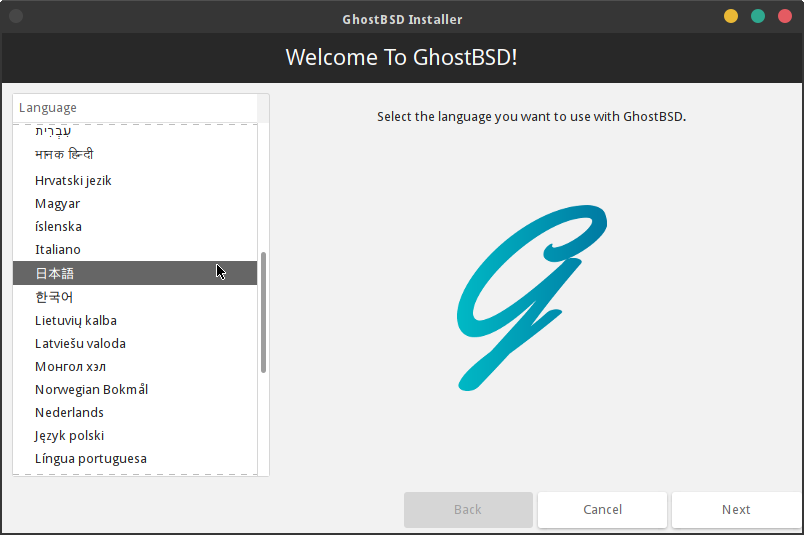 GhostBSD Installer
Welcome To GhostBSD!
Language
Select the language you want to use with GhostBSD.
עִבְרִית
मानक हिन्दी
Hrvatski jezik
Magyar
íslenska
Italiano
日本語
한국어
Lietuvių kalba
Latviešu valoda
Монгол хэл
Norwegian Bokmål
Nederlands
Język polski
Língua portuguesa
Back
Cancel
Next